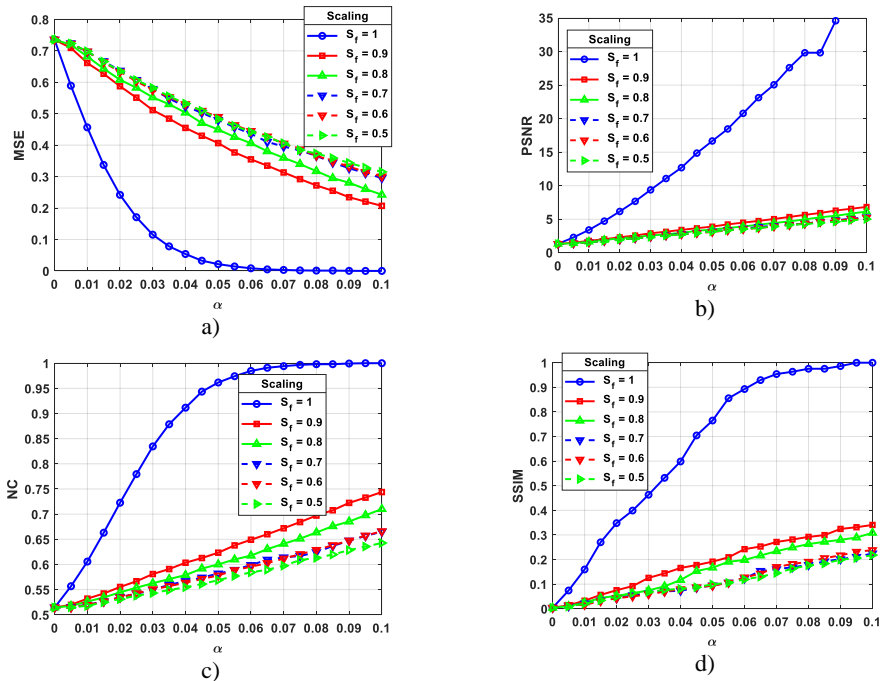 0.8
0.7
0.6
0.5
0.4
0.3
0.2
0.1
0
MSE
0 0.01 0.02 0.03 0.04 0.05 0.06 0.07 0.08 0.09 0.1
α
Scaling
S_f = 1
S_f = 0.9
S_f = 0.8
S_f = 0.7
S_f = 0.6
S_f = 0.5
a)
35
30
25
20
15
10
5
0
PSNR
0 0.01 0.02 0.03 0.04 0.05 0.06 0.07 0.08 0.09 0.1
α
Scaling
S_f = 1
S_f = 0.9
S_f = 0.8
S_f = 0.7
S_f = 0.6
S_f = 0.5
b)
1
0.95
0.9
0.85
0.8
0.75
0.7
0.65
0.6
0.55
0.5
NC
0 0.01 0.02 0.03 0.04 0.05 0.06 0.07 0.08 0.09 0.1
α
Scaling
S_f = 1
S_f = 0.9
S_f = 0.8
S_f = 0.7
S_f = 0.6
S_f = 0.5
c)
1
0.9
0.8
0.7
0.6
0.5
0.4
0.3
0.2
0.1
0
SSIM
0 0.01 0.02 0.03 0.04 0.05 0.06 0.07 0.08 0.09 0.1
α
Scaling
S_f = 1
S_f = 0.9
S_f = 0.8
S_f = 0.7
S_f = 0.6
S_f = 0.5
d)